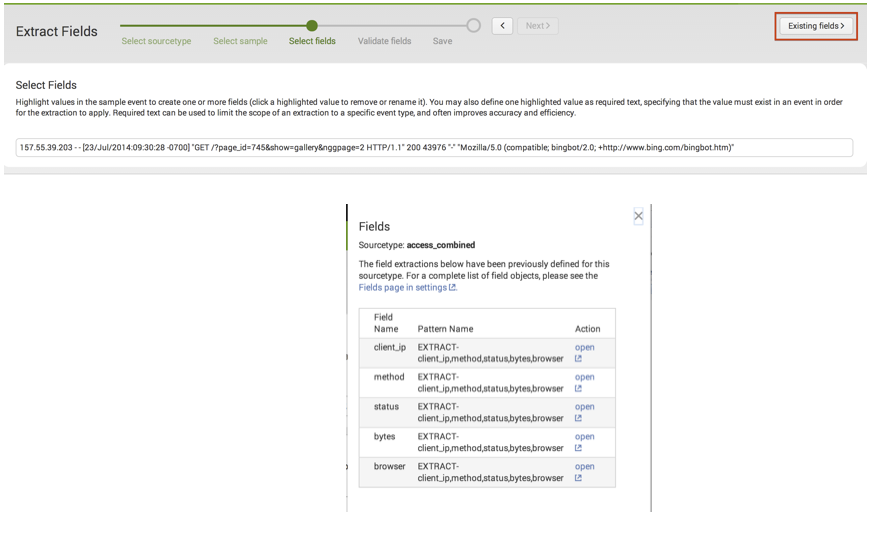 Extract Fields
Select sourcetype
Select sample
Select fields
Validate fields
Save
Next >
Existing fields >
Select Fields
Highlight values in the sample event to create one or more fields (click a highlighted value to remove or rename it). You may also define one highlighted value as required text, specifying that the value must exist in an event in order
for the extraction to apply. Required text can be used to limit the scope of an extraction to a specific event type, and often improves accuracy and efficiency.
157.55.39.203 - - [23/Jul/2014:09:30:28 -0700] "GET /?page_id=745&show=gallery&nggpage=2 HTTP/1.1" 200 43976 "-" "Mozilla/5.0 (compatible; bingbot/2.0; +http://www.bing.com/bingbot.htm)"
Fields
Sourcetype: access_combined
The field extractions below have been previously defined for this
sourcetype. For a complete list of field objects, please see the
Fields page in settings.
Field
Name Pattern Name Action
client_ip EXTRACT- open
client_ip,method,status,bytes,browser
method EXTRACT- open
client_ip,method,status,bytes,browser
status EXTRACT- open
client_ip,method,status,bytes,browser
bytes EXTRACT- open
client_ip,method,status,bytes,browser
browser EXTRACT- open
client_ip,method,status,bytes,browser